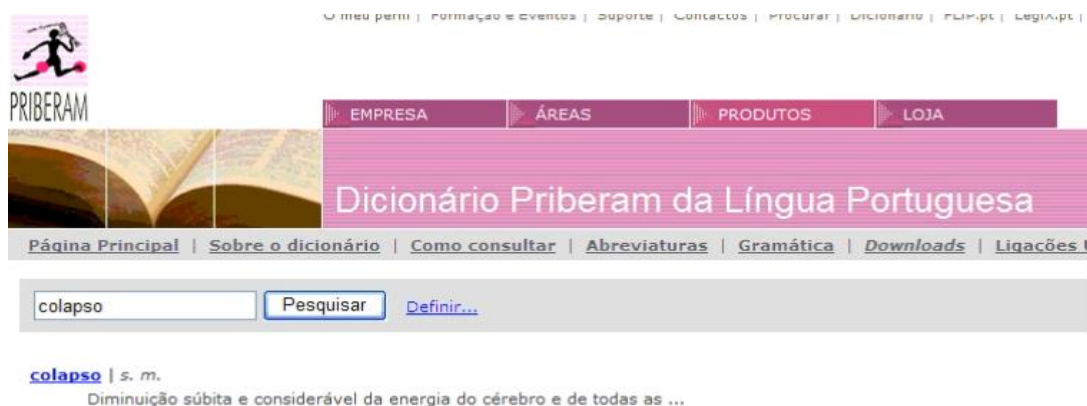 O meu perfil | Formação e Eventos | Suporte | Contactos | Procurar | Dicionário | FLiP.pt | LegiX.pt |
PRIBERAM
EMPRESA ÁREAS PRODUTOS LOJA
Dicionário Priberam da Língua Portuguesa
Página Principal | Sobre o dicionário | Como consultar | Abreviaturas | Gramática | Downloads | Ligações
colapso Pesquisar Definir...
colapso | s. m.
Diminuição súbita e considerável da energia do cérebro e de todas as ...